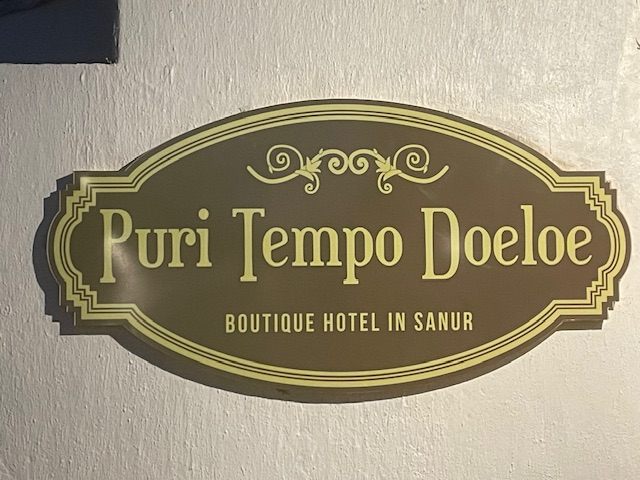 Puri Tempo Doeloe
BOUTIQUE HOTEL IN SANUR